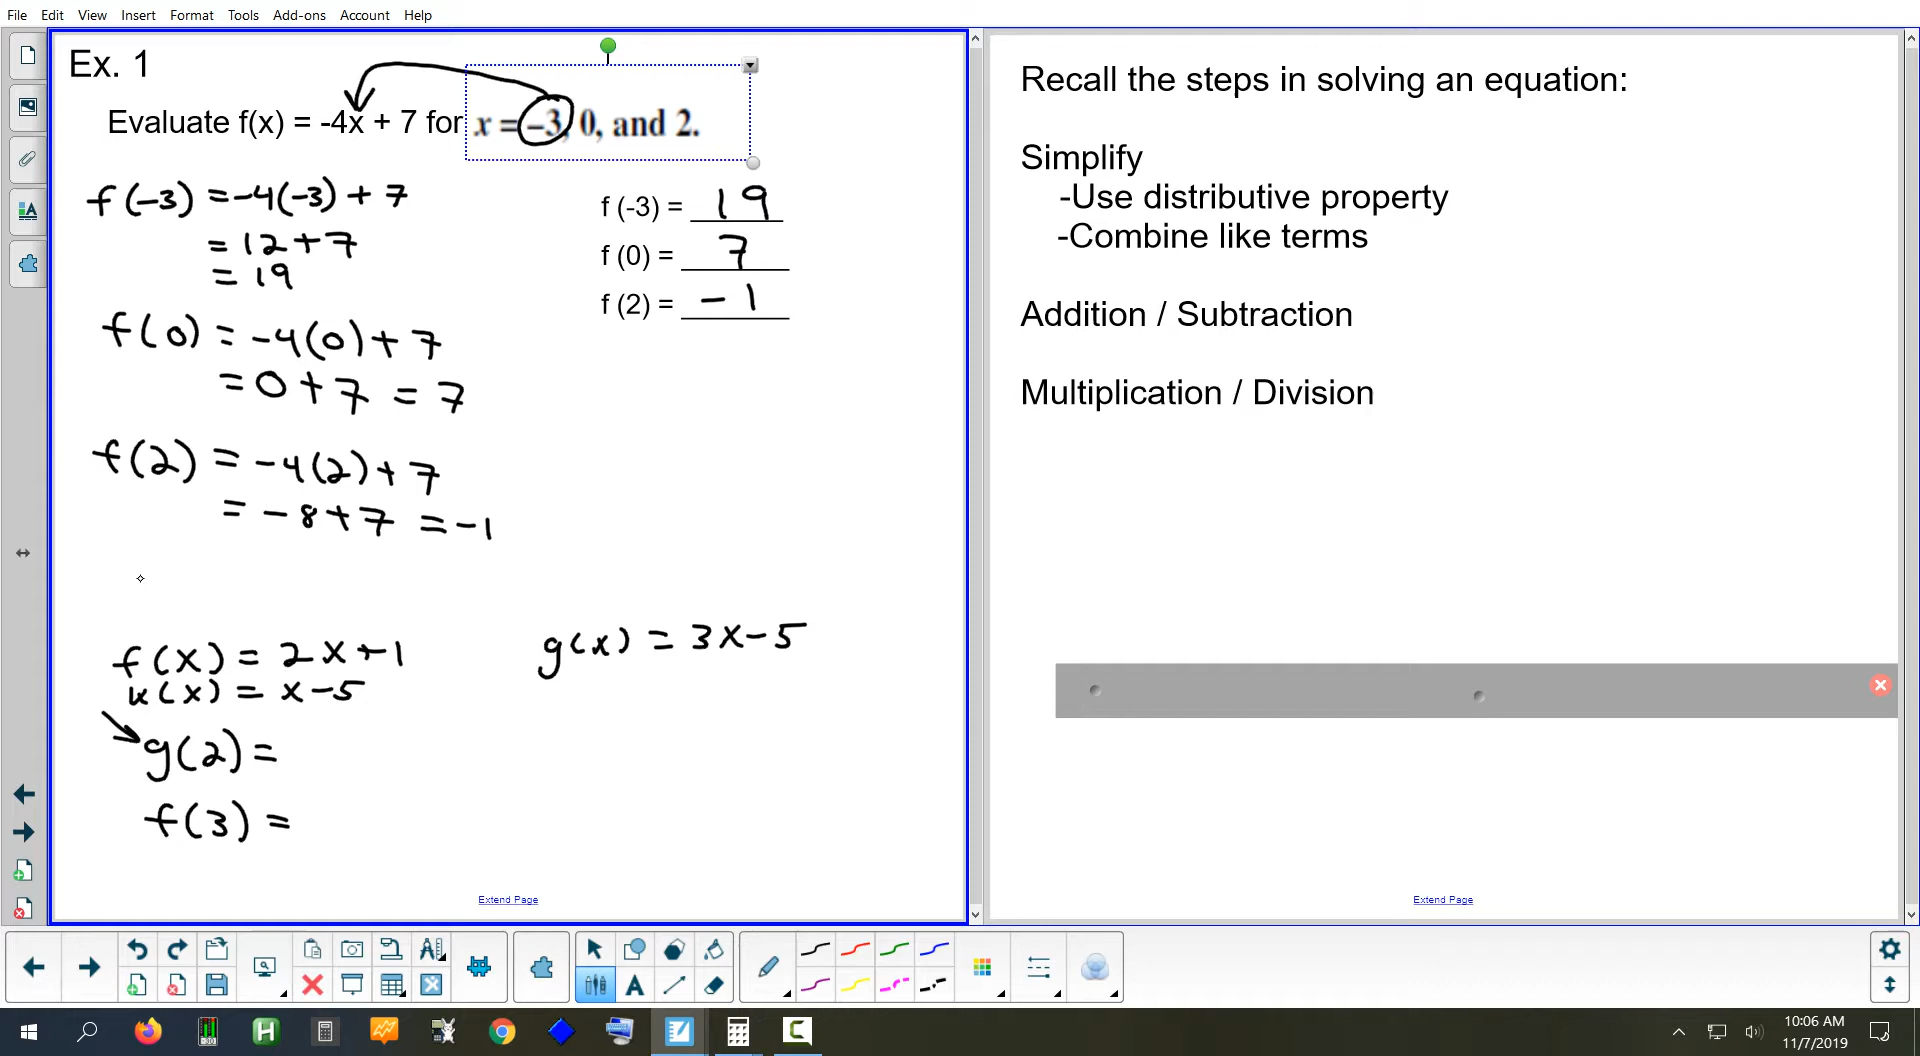 File Edit View Insert Format Tools Add-ons Account Help
Ex. 1
Evaluate f(x) = -4x + 7 for x = -3, 0, and 2.
f(-3) = -4(-3) + 7
= 12 + 7
= 19
f(0) = -4(0) + 7
= 0 + 7 = 7
f(2) = -4(2) + 7
= -8 + 7 = -1
f (-3) = 19
f (0) = 7
f (2) = -1
f(x) = 2x + 1
k(x) = x - 5
g(x) = 3x - 5
g(2) =
f(3) =
Extend Page
Recall the steps in solving an equation:
Simplify
-Use distributive property
-Combine like terms
Addition / Subtraction
Multiplication / Division
Extend Page
10:06 AM
11/7/2019